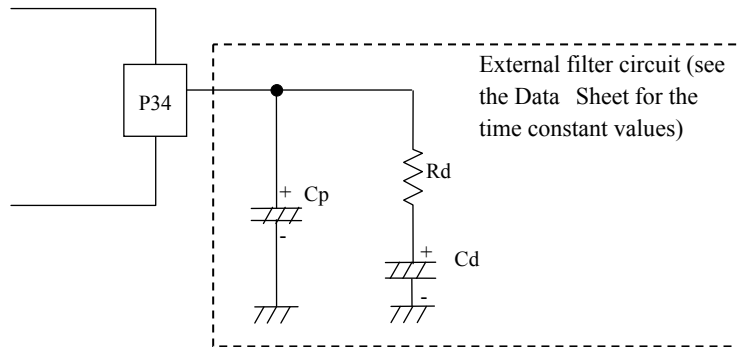 External filter circuit (see
the Data Sheet for the
time constant values)
P34
Rd
+
Cp
-
+
Cd
-